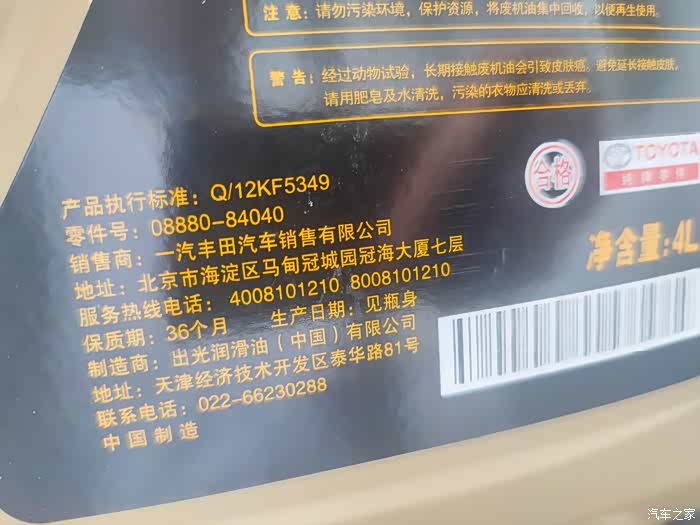 注意：请勿污染环境，保护资源，将废机油集中回收，以便再生使用。
警告：经过动物试验，长期接触废机油会引致皮肤癌。避免延长接触皮肤，
请用肥皂及水清洗，污染的衣物应清洗或丢弃。
合格
TOYOTA
纯牌零件
产品执行标准：Q/12KF5349
零件号：08880-84040
销售商：一汽丰田汽车销售有限公司
地址：北京市海淀区马甸冠城园冠海大厦七层
服务热线电话：4008101210 8008101210
保质期：36个月 生产日期：见瓶身
制造商：出光润滑油（中国）有限公司
地址：天津经济技术开发区泰华路81号
联系电话：022-66230288
中国制造
净含量:4L
汽车之家